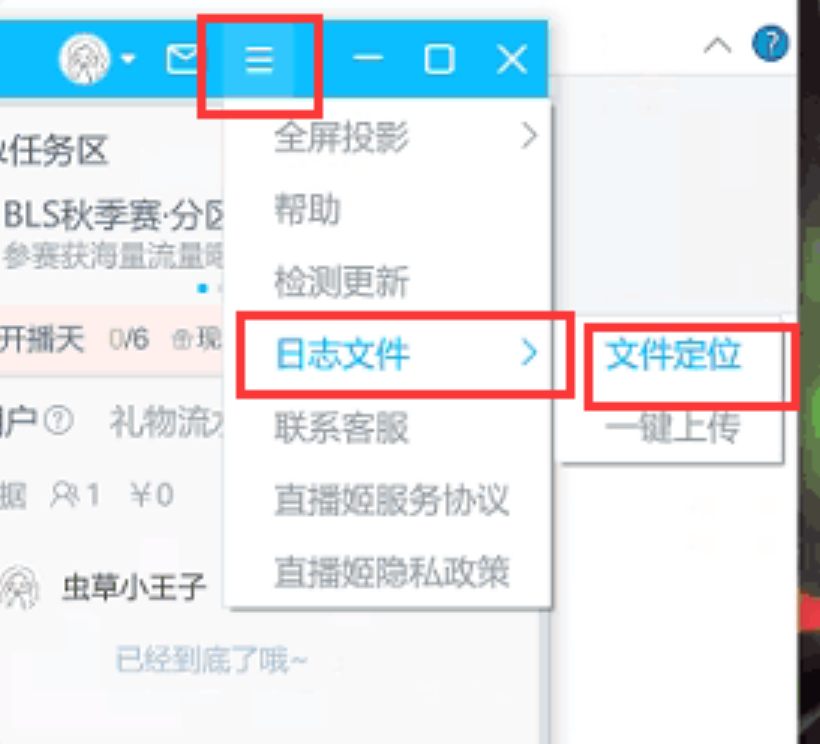 全屏投影
任务区
帮助
BLS秋季赛·分区
参赛获海量流量
检测更新
开播天 0/6 现
日志文件
文件定位
户 礼物流水
联系客服
一键上传
据 1 ￥0
直播姬服务协议
直播姬隐私政策
虫草小王子
已经到底了哦~